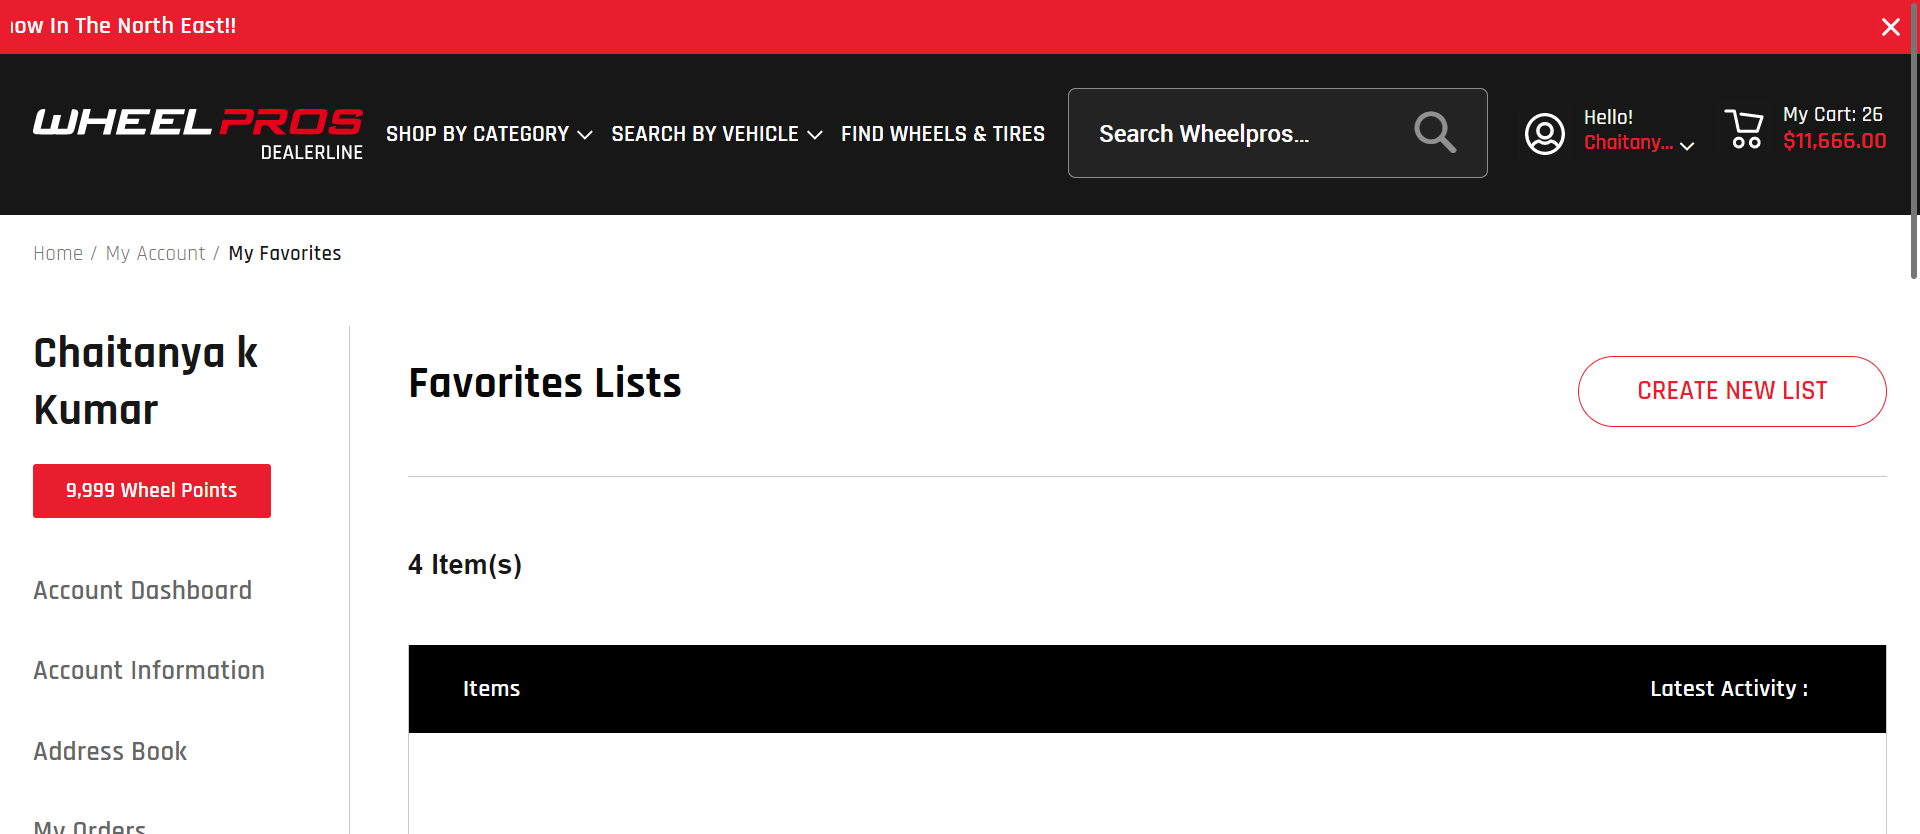 In The North East!!
WHEEL PROS
DEALERLINE
SHOP BY CATEGORY
SEARCH BY VEHICLE
FIND WHEELS & TIRES
Search Wheelpros...
Hello!
Chaitany...
My Cart: 26
$11,666.00
Home / My Account / My Favorites
Chaitanya k
Kumar
9,999 Wheel Points
Account Dashboard
Account Information
Address Book
My Orders
Favorites Lists
CREATE NEW LIST
4 Item(s)
Items
Latest Activity :